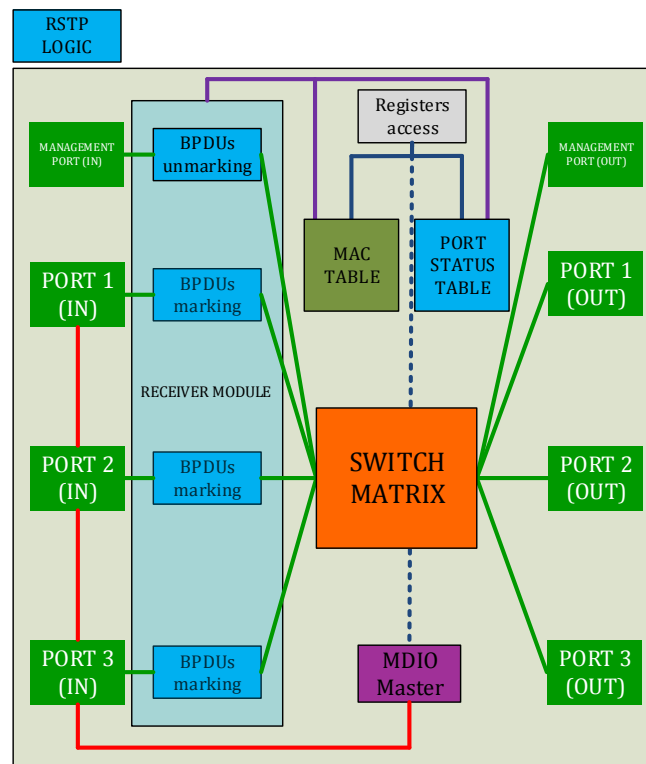 RSTP
LOGIC
Registers
access
MANAGEMENT
PORT (IN)
BPDUs
unmarking
MANAGEMENT
PORT (OUT)
MAC
TABLE
PORT
STATUS
TABLE
PORT 1
(IN)
BPDUs
marking
PORT 1
(OUT)
RECEIVER MODULE
PORT 2
(IN)
BPDUs
marking
SWITCH
MATRIX
PORT 2
(OUT)
PORT 3
(IN)
BPDUs
marking
MDIO
Master
PORT 3
(OUT)